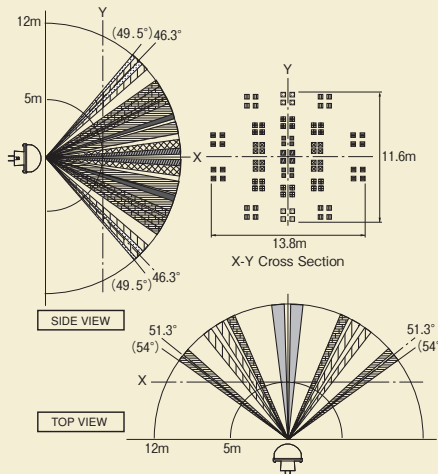 12m
Y
(49.5°)
46.3°
5m
X
46.3°
(49.5°)
SIDE VIEW
Y
11.6m
13.8m
X-Y Cross Section
51.3°
(54°)
51.3°
(54°)
X
TOP VIEW
12m
5m